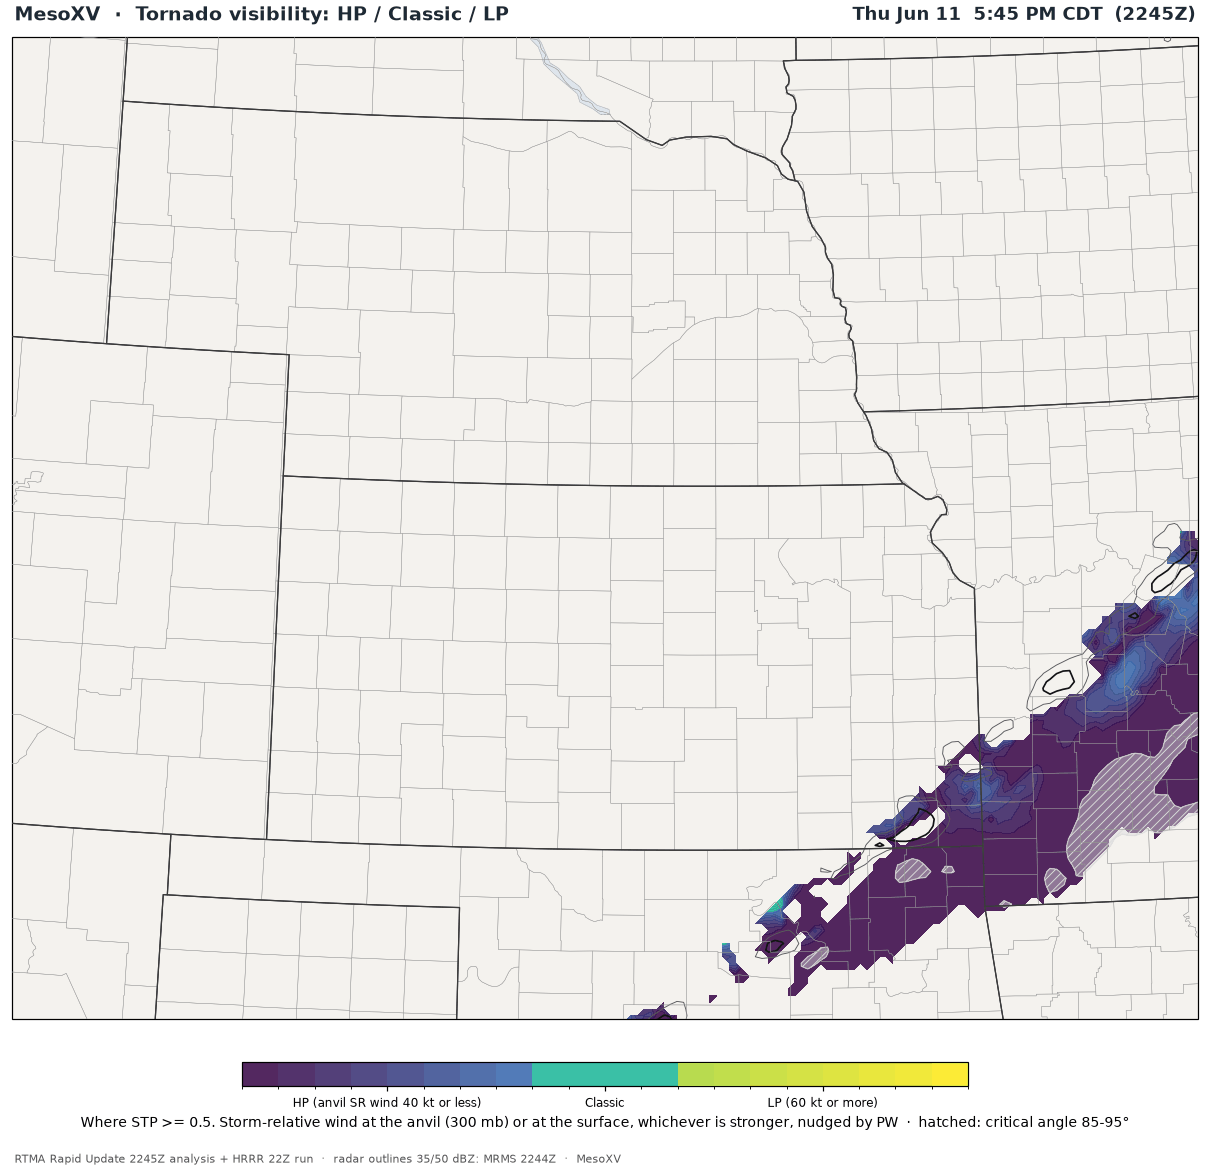 MesoXV · Tornado visibility: HP / Classic / LP
Thu Jun 11 5:45 PM CDT (2245Z)
HP (anvil SR wind 40 kt or less)
Classic
LP (60 kt or more)
Where STP >= 0.5. Storm-relative wind at the anvil (300 mb) or at the surface, whichever is stronger, nudged by PW · hatched: critical angle 85-95°
RTMA Rapid Update 2245Z analysis + HRRR 22Z run · radar outlines 35/50 dBZ: MRMS 2244Z · MesoXV